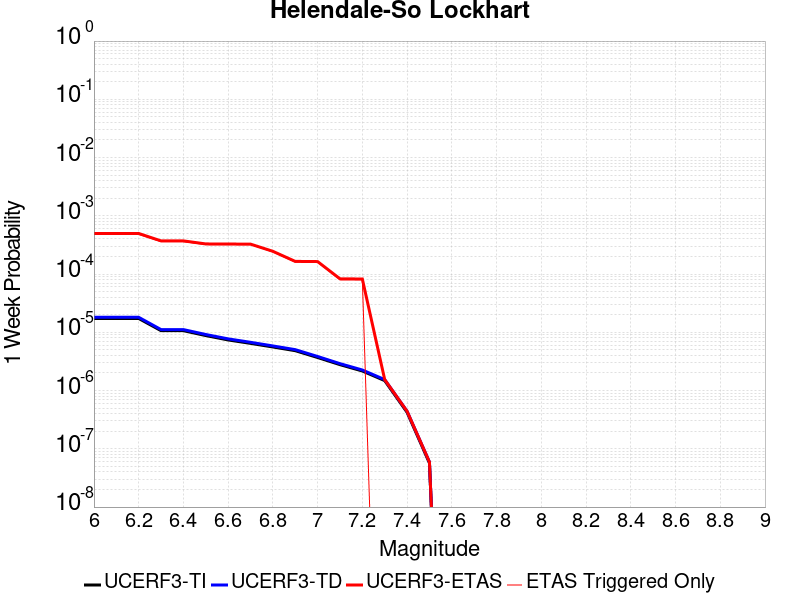 Helendale-So Lockhart
10^0
10^-1
10^-2
10^-3
10^-4
10^-5
10^-6
10^-7
10^-8
1 Week Probability
6 6.2 6.4 6.6 6.8 7 7.2 7.4 7.6 7.8 8 8.2 8.4 8.6 8.8 9
Magnitude
UCERF3-TI UCERF3-TD UCERF3-ETAS ETAS Triggered Only